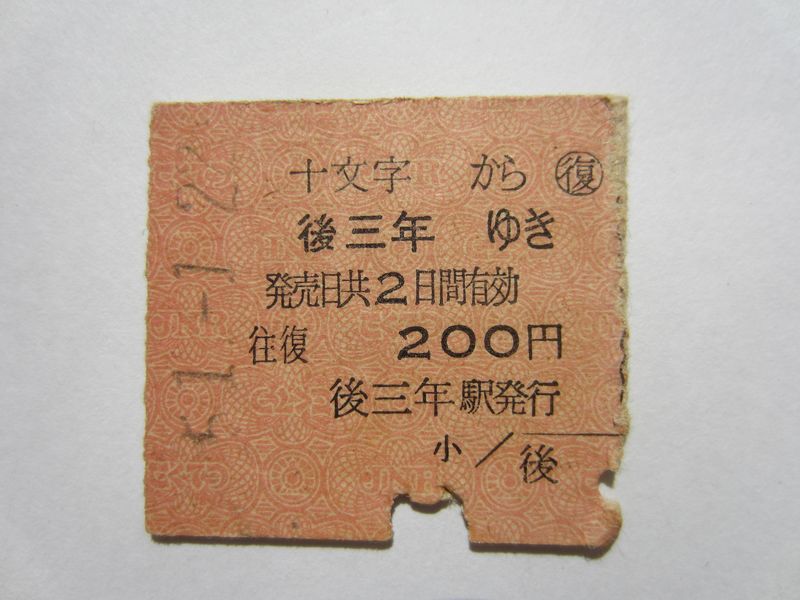 十文字 から 復
後三年 ゆき
発売日共2日間有効
往復 200円
後三年駅発行
小/後